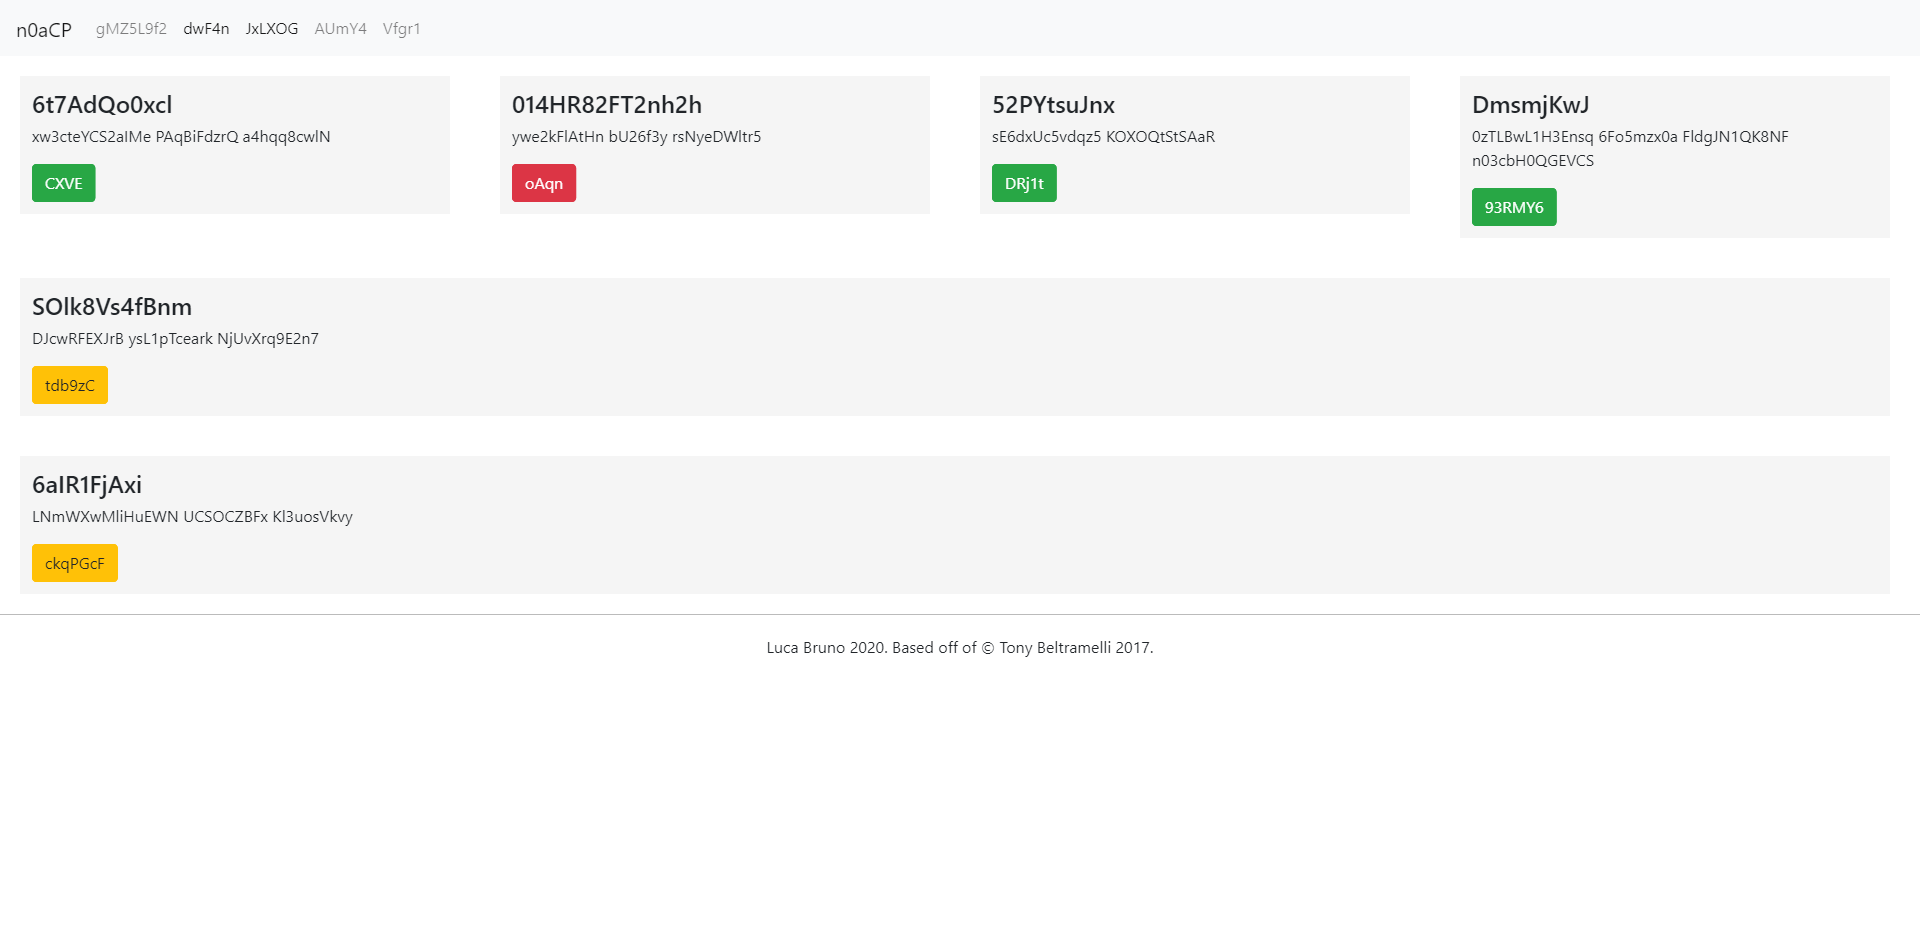 n0aCP gMZ5L9f2 dwF4n JxLXOG AUmY4 Vfgr1
6t7AdQo0xcl
xw3cteYCS2aIMe PAqBiFdzrQ a4hqq8cwlN
CXVE
014HR82FT2nh2h
ywe2kFlAtHn bU26f3y rsNyeDWltr5
oAqn
52PYtsuJnx
sE6dxUc5vdqz5 KOXOQtStSAaR
DRj1t
DmsmjKwJ
0zTLBwL1H3Ensq 6Fo5mzx0a FldgJN1QK8NF
n03cbH0QGEVCS
93RMY6
SOlk8Vs4fBnm
DJcwRFEXJrB ysL1pTceark NjUvXrq9E2n7
tdb9zC
6aIR1FjAxi
LNmWXwMliHuEWN UCSOCZBFx Kl3uosVkvy
ckqPGcF
Luca Bruno 2020. Based off of © Tony Beltramelli 2017.